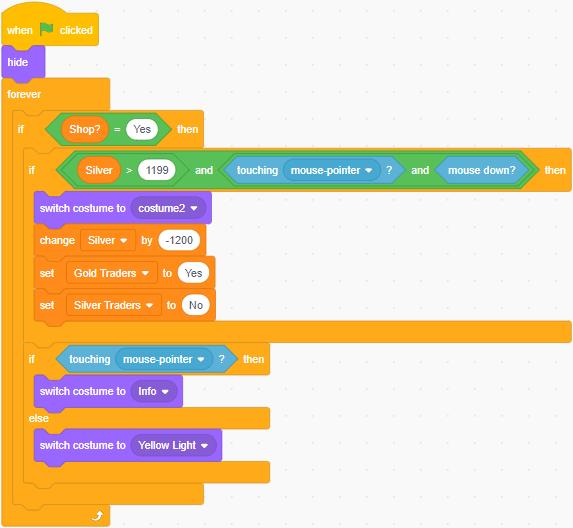 when clicked
hide
forever
if Shop? = Yes then
if Silver > 1199 and touching mouse-pointer ? and mouse down? then
switch costume to costume2
change Silver by -1200
set Gold Traders to Yes
set Silver Traders to No
if touching mouse-pointer ? then
switch costume to Info
else
switch costume to Yellow Light